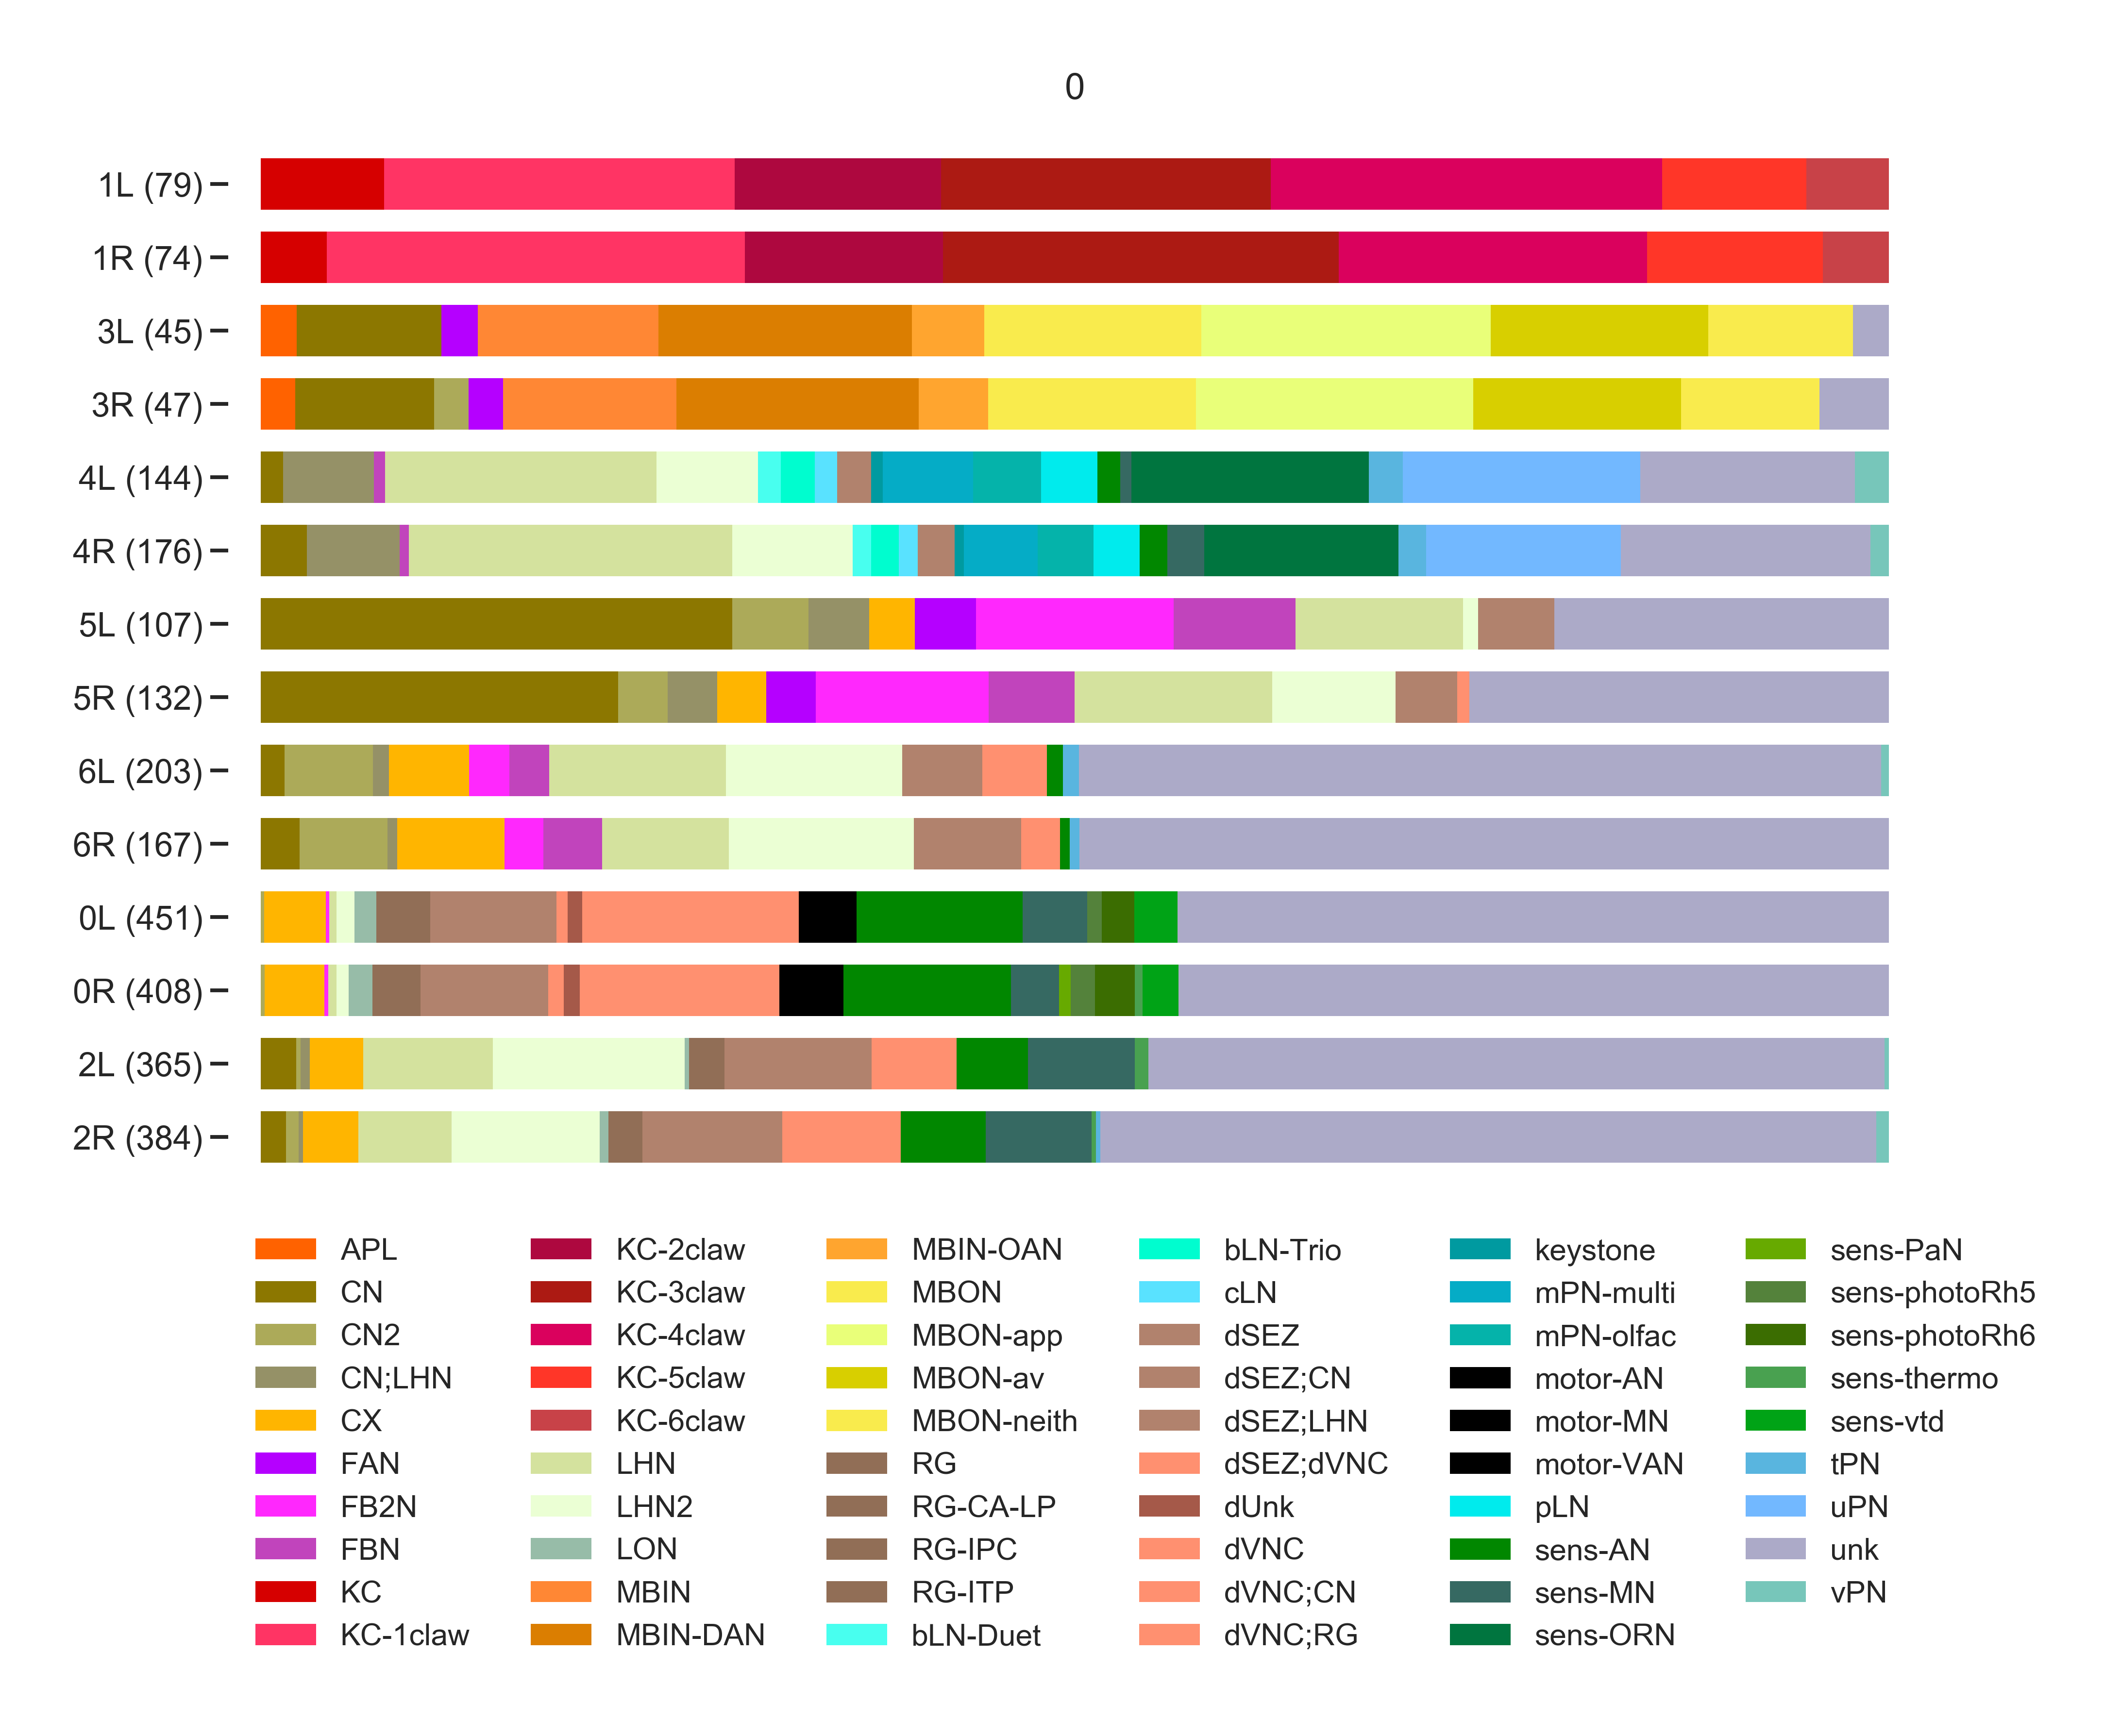 0
1L (79)
1R (74)
3L (45)
3R (47)
4L (144)
4R (176)
5L (107)
5R (132)
6L (203)
6R (167)
0L (451)
0R (408)
2L (365)
2R (384)
APL
CN
CN2
CN;LHN
CX
FAN
FB2N
FBN
KC
KC-1claw
KC-2claw
KC-3claw
KC-4claw
KC-5claw
KC-6claw
LHN
LHN2
LON
MBIN
MBIN-DAN
MBIN-OAN
MBON
MBON-app
MBON-av
MBON-neith
RG
RG-CA-LP
RG-IPC
RG-ITP
bLN-Duet
bLN-Trio
cLN
dSEZ
dSEZ;CN
dSEZ;LHN
dSEZ;dVNC
dUnk
dVNC
dVNC;CN
dVNC;RG
keystone
mPN-multi
mPN-olfac
motor-AN
motor-MN
motor-VAN
pLN
sens-AN
sens-MN
sens-ORN
sens-PaN
sens-photoRh5
sens-photoRh6
sens-thermo
sens-vtd
tPN
uPN
unk
vPN